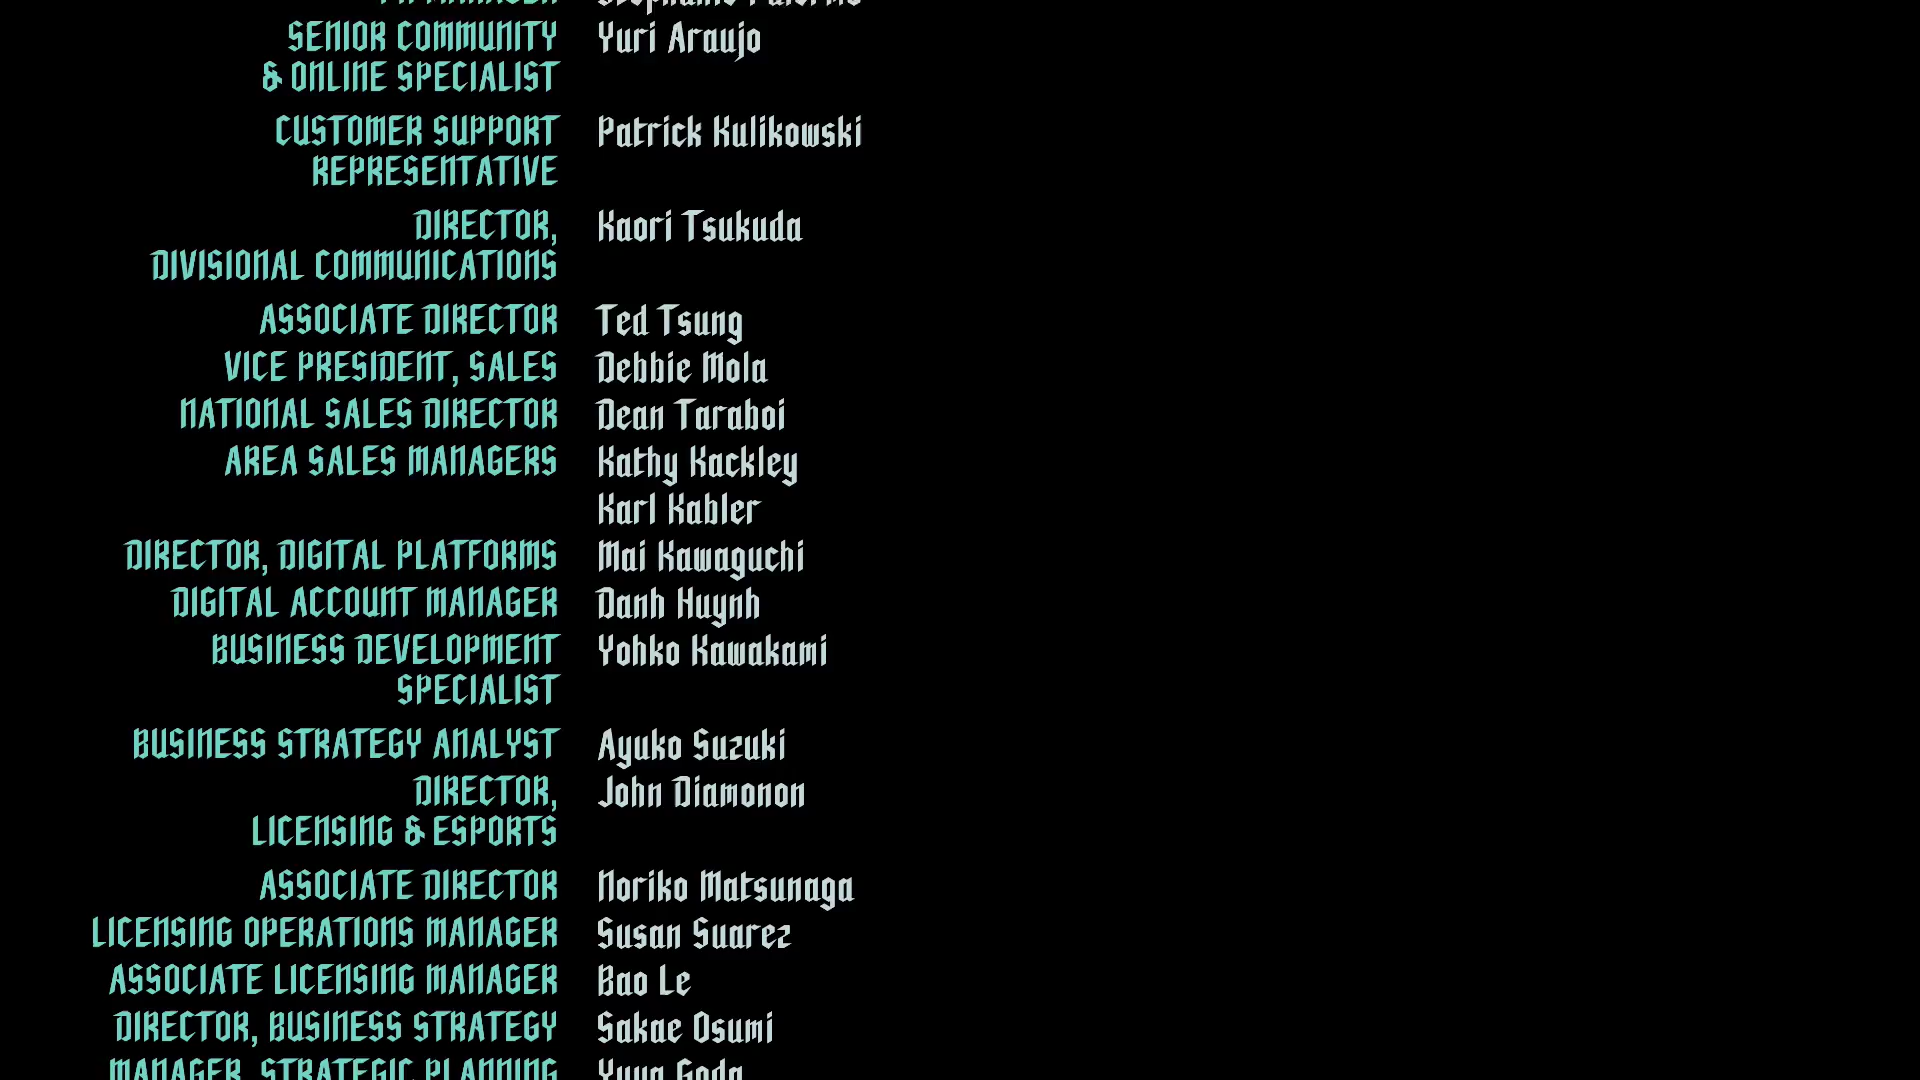 SENIOR COMMUNITY Yuri Araujo
& ONLINE SPECIALIST
CUSTOMER SUPPORT Patrick Kulikowski
REPRESENTATIVE
DIRECTOR, Kaori Tsukuda
DIVISIONAL COMMUNICATIONS
ASSOCIATE DIRECTOR Ted Tsung
VICE PRESIDENT, SALES Debbie Mola
NATIONAL SALES DIRECTOR Dean Taraboi
AREA SALES MANAGERS Kathy Kackley
Karl Kabler
DIRECTOR, DIGITAL PLATFORMS Mai Kawaguchi
DIGITAL ACCOUNT MANAGER Danh Huynh
BUSINESS DEVELOPMENT Yohko Kawakami
SPECIALIST
BUSINESS STRATEGY ANALYST Ayuko Suzuki
DIRECTOR, John Diamonon
LICENSING & ESPORTS
ASSOCIATE DIRECTOR Noriko Matsunaga
LICENSING OPERATIONS MANAGER Susan Suarez
ASSOCIATE LICENSING MANAGER Bao Le
DIRECTOR, BUSINESS STRATEGY Sakae Osumi
MANAGER, STRATEGIC PLANNING